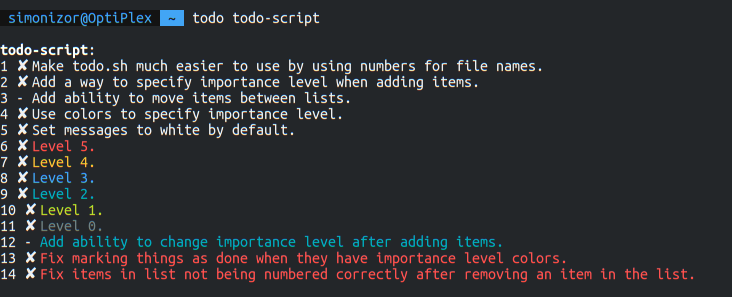 simonizor@OptiPlex ~ todo todo-script
todo-script:
1 ✘ Make todo.sh much easier to use by using numbers for file names.
2 ✘ Add a way to specify importance level when adding items.
3 - Add ability to move items between lists.
4 ✘ Use colors to specify importance level.
5 ✘ Set messages to white by default.
6 ✘ Level 5.
7 ✘ Level 4.
8 ✘ Level 3.
9 ✘ Level 2.
10 ✘ Level 1.
11 ✘ Level 0.
12 - Add ability to change importance level after adding items.
13 ✘ Fix marking things as done when they have importance level colors.
14 ✘ Fix items in list not being numbered correctly after removing an item in the list.